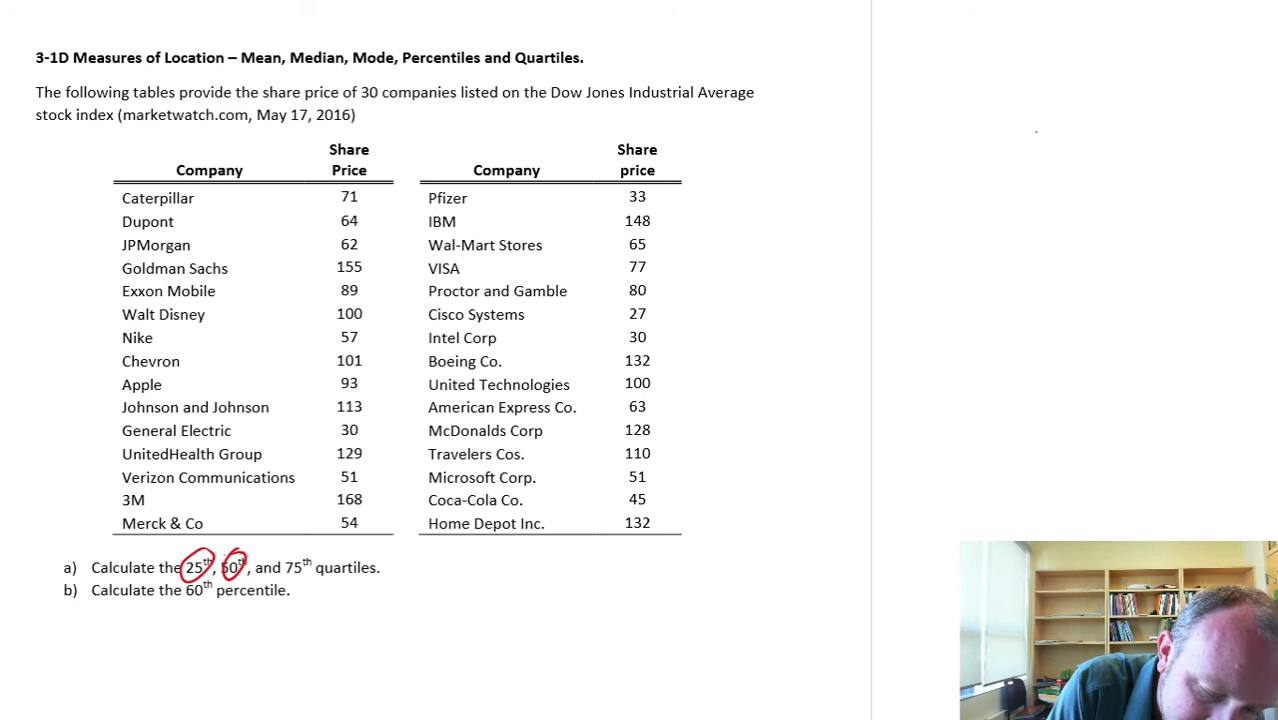 3-1D Measures of Location – Mean, Median, Mode, Percentiles and Quartiles.
The following tables provide the share price of 30 companies listed on the Dow Jones Industrial Average
stock index (marketwatch.com, May 17, 2016)
Share Share
Company Price Company price
Caterpillar 71 Pfizer 33
Dupont 64 IBM 148
JPMorgan 62 Wal-Mart Stores 65
Goldman Sachs 155 VISA 77
Exxon Mobile 89 Proctor and Gamble 80
Walt Disney 100 Cisco Systems 27
Nike 57 Intel Corp 30
Chevron 101 Boeing Co. 132
Apple 93 United Technologies 100
Johnson and Johnson 113 American Express Co. 63
General Electric 30 McDonalds Corp 128
UnitedHealth Group 129 Travelers Cos. 110
Verizon Communications 51 Microsoft Corp. 51
3M 168 Coca-Cola Co. 45
Merck & Co 54 Home Depot Inc. 132
a) Calculate the 25th, 50th, and 75th quartiles.
b) Calculate the 60th percentile.